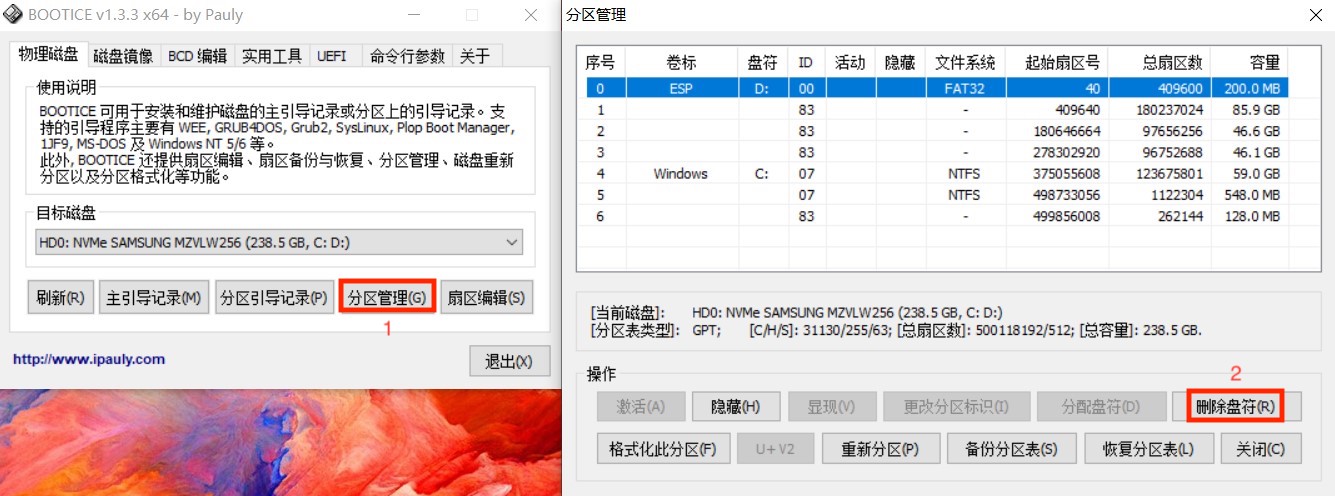 BOOTICE v1.3.3 x64 - by Pauly
物理磁盘 磁盘镜像 BCD 编辑 实用工具 UEFI 命令行参数 关于
使用说明
BOOTICE 可用于安装和维护磁盘的主引导记录或分区上的引导记录。支
持的引导程序主要有 WEE, GRUB4DOS, Grub2, SysLinux, Plop Boot Manager,
1JF9, MS-DOS 及 Windows NT 5/6 等。
此外, BOOTICE 还提供扇区编辑、扇区备份与恢复、分区管理、磁盘重新
分区以及分区格式化等功能。
目标磁盘
HD0: NVMe SAMSUNG MZVLW256 (238.5 GB, C: D:)
刷新(R) 主引导记录(M) 分区引导记录(P) 分区管理(G) 扇区编辑(S)
1
http://www.ipauly.com 退出(X)
分区管理
序号 卷标 盘符 ID 活动 隐藏 文件系统 起始扇区号 总扇区数 容量
0 ESP D: 00 FAT32 40 409600 200.0 MB
1 83 - 409640 180237024 85.9 GB
2 83 - 180646664 97656256 46.6 GB
3 83 - 278302920 96752688 46.1 GB
4 Windows C: 07 NTFS 375055608 123675801 59.0 GB
5 07 NTFS 498733056 1122304 548.0 MB
6 83 - 499856008 262144 128.0 MB
[当前磁盘]: HD0: NVMe SAMSUNG MZVLW256 (238.5 GB, C: D:)
[分区表类型]: GPT; [C/H/S]: 31130/255/63; [总扇区数]: 500118192/512; [总容量]: 238.5 GB.
操作
2
激活(A) 隐藏(H) 显现(V) 更改分区标识(I) 分配盘符(D) 删除盘符(R)
格式化此分区(F) U+ V2 重新分区(P) 备份分区表(S) 恢复分区表(L) 关闭(C)